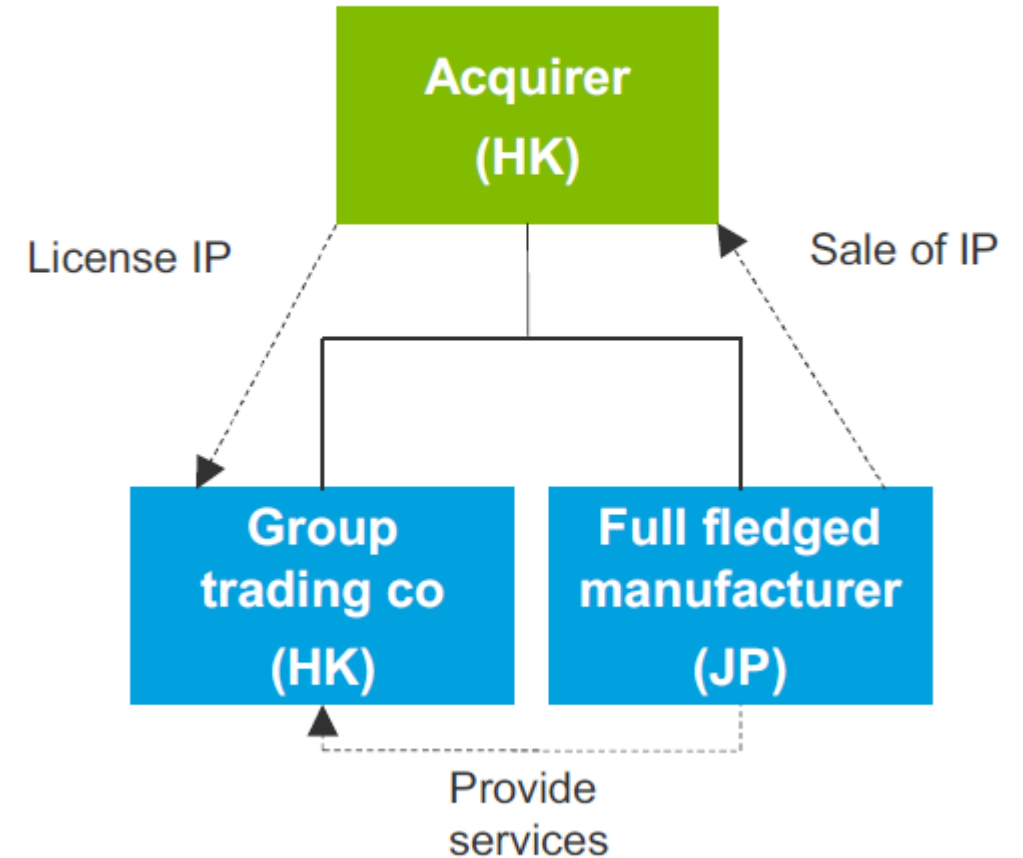 Acquirer
(HK)
License IP
Sale of IP
Group
trading co
(HK)
Full fledged
manufacturer
(JP)
Provide
services